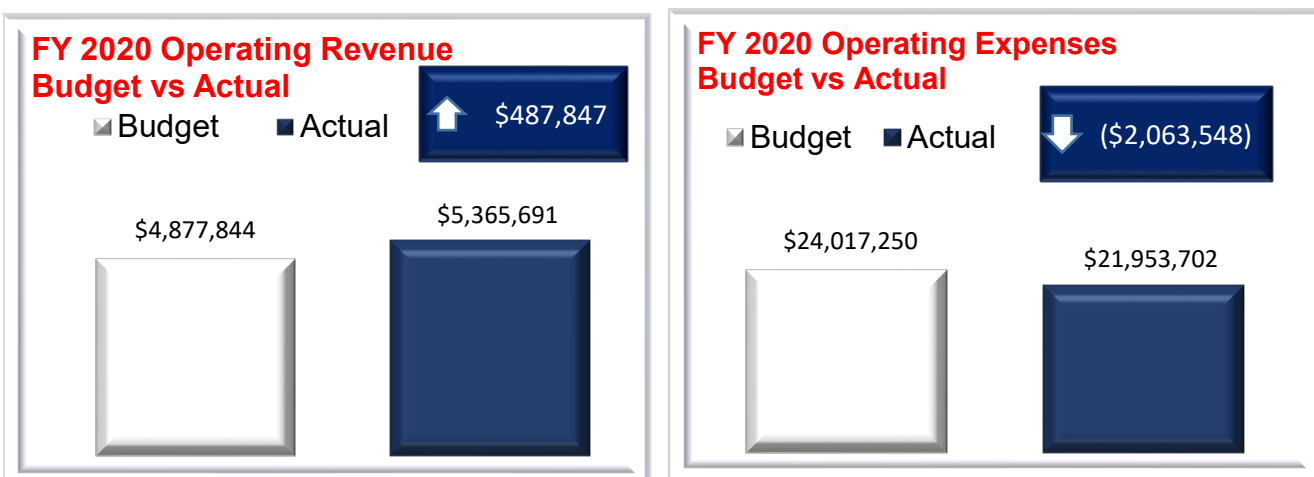 FY 2020 Operating Revenue
Budget vs Actual
Budget Actual
$487,847
$4,877,844
$5,365,691
FY 2020 Operating Expenses
Budget vs Actual
Budget Actual
($2,063,548)
$24,017,250
$21,953,702